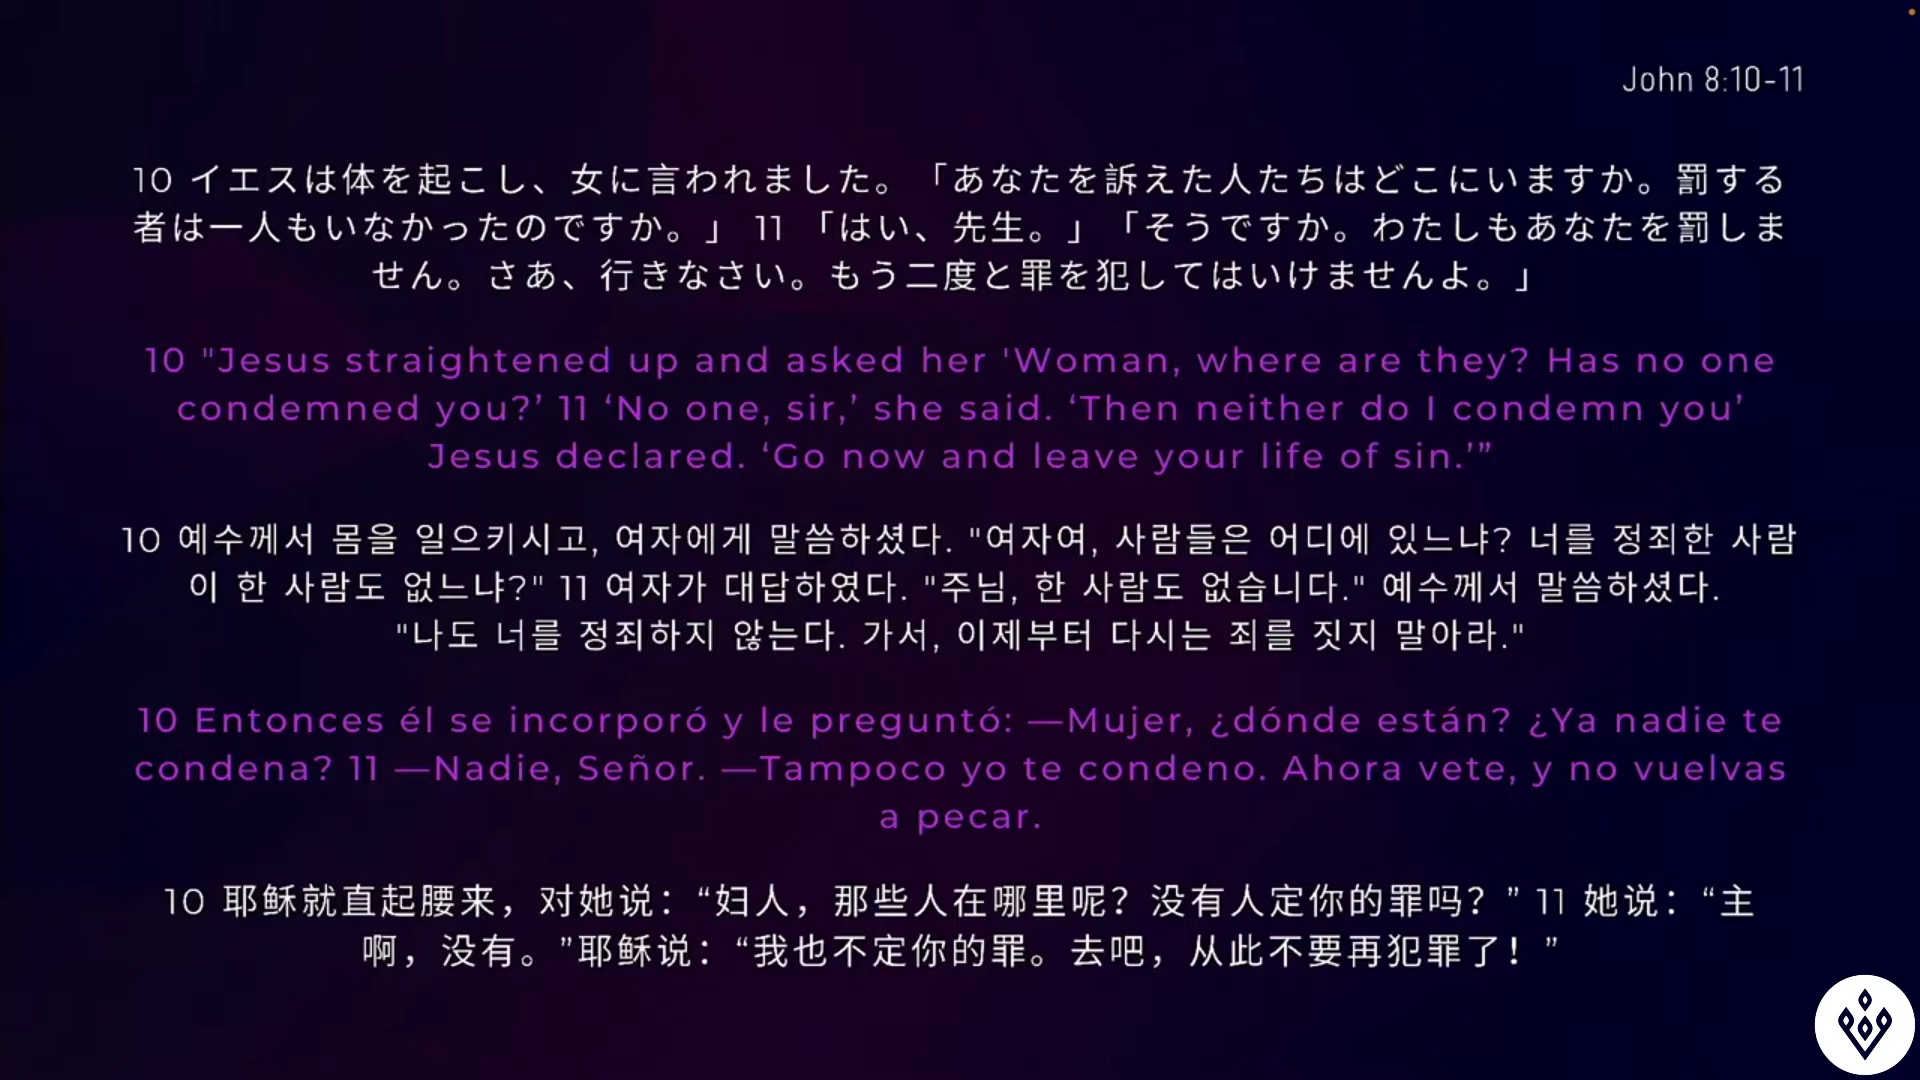 John 8:10-11
10 イエスは体を起こし、女に言われました。「あなたを訴えた人たちはどこにいますか。罰する
者は一人もいなかったのですか。」 11 「はい、先生。」「そうですか。わたしもあなたを罰しま
せん。さあ、行きなさい。もう二度と罪を犯してはいけませんよ。」
10 "Jesus straightened up and asked her 'Woman, where are they? Has no one
condemned you?’ 11 ‘No one, sir,’ she said. ‘Then neither do I condemn you’
Jesus declared. ‘Go now and leave your life of sin.’”
10 예수께서 몸을 일으키시고, 여자에게 말씀하셨다. "여자여, 사람들은 어디에 있느냐? 너를 정죄한 사람
이 한 사람도 없느냐?" 11 여자가 대답하였다. "주님, 한 사람도 없습니다." 예수께서 말씀하셨다.
"나도 너를 정죄하지 않는다. 가서, 이제부터 다시는 죄를 짓지 말아라."
10 Entonces él se incorporó y le preguntó: —Mujer, ¿dónde están? ¿Ya nadie te
condena? 11 —Nadie, Señor. —Tampoco yo te condeno. Ahora vete, y no vuelvas
a pecar.
10 耶稣就直起腰来，对她说：“妇人，那些人在哪里呢？没有人定你的罪吗？” 11 她说：“主
啊，没有。”耶稣说：“我也不定你的罪。去吧，从此不要再犯罪了！”